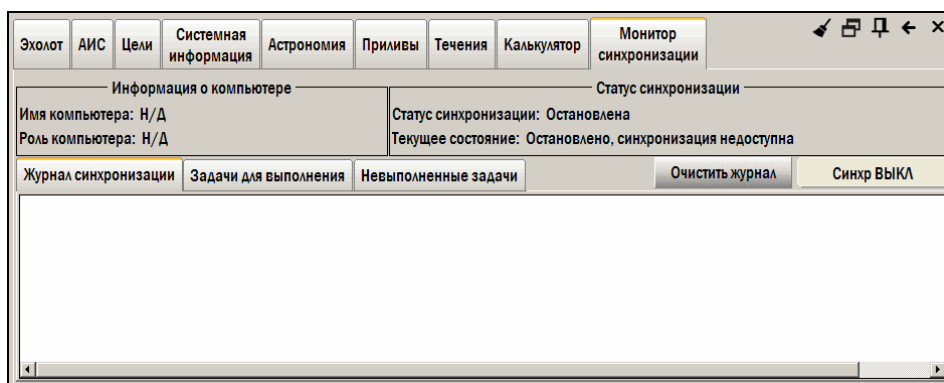 Эхолот АИС Цели Системная информация Астрономия Приливы Течения Калькулятор Монитор синхронизации
Информация о компьютере Статус синхронизации
Имя компьютера: Н/Д Статус синхронизации: Остановлена
Роль компьютера: Н/Д Текущее состояние: Остановлено, синхронизация недоступна
Журнал синхронизации Задачи для выполнения Невыполненные задачи Очистить журнал Синхр ВЫКЛ